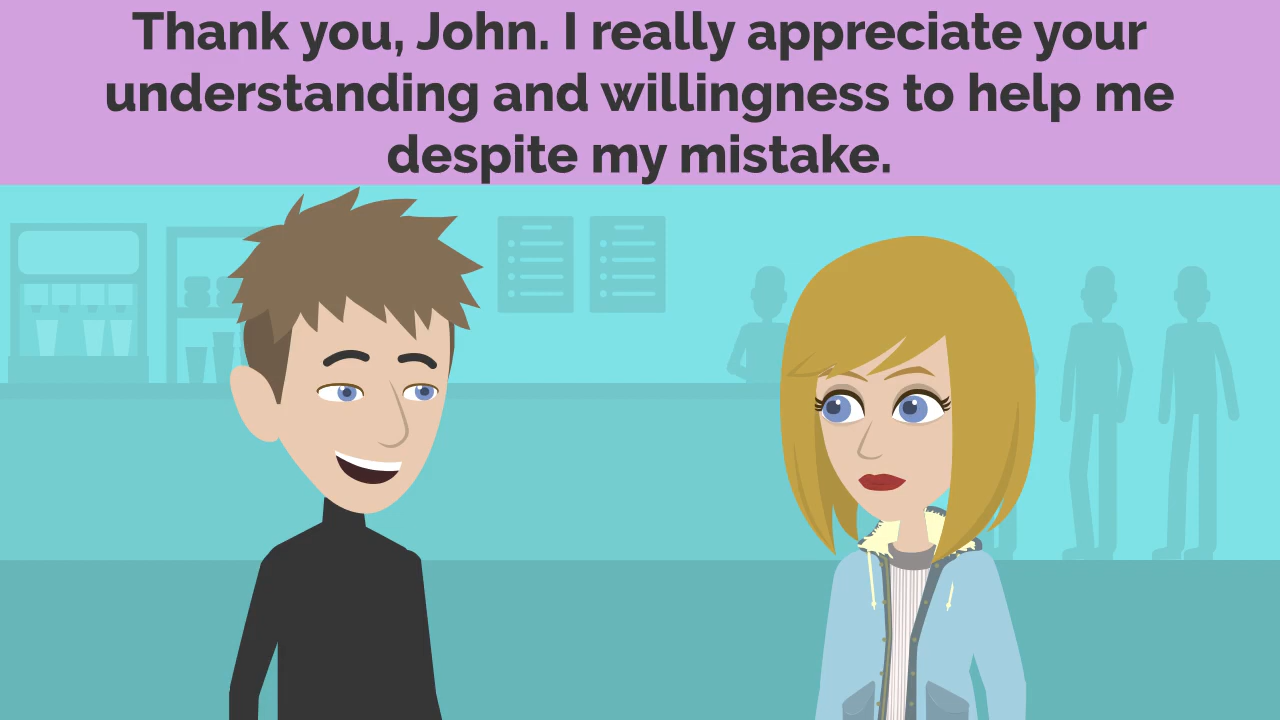 Thank you, John. I really appreciate your
understanding and willingness to help me
despite my mistake.